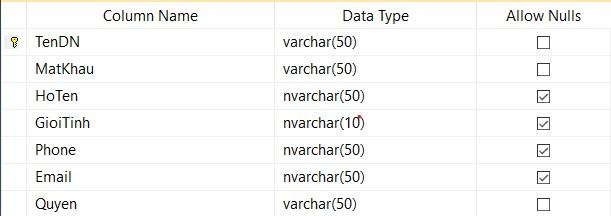 Column Name Data Type Allow Nulls
TenDN varchar(50)
MatKhau varchar(50)
HoTen nvarchar(50)
GioiTinh nvarchar(10)
Phone nvarchar(50)
Email nvarchar(50)
Quyen varchar(50)